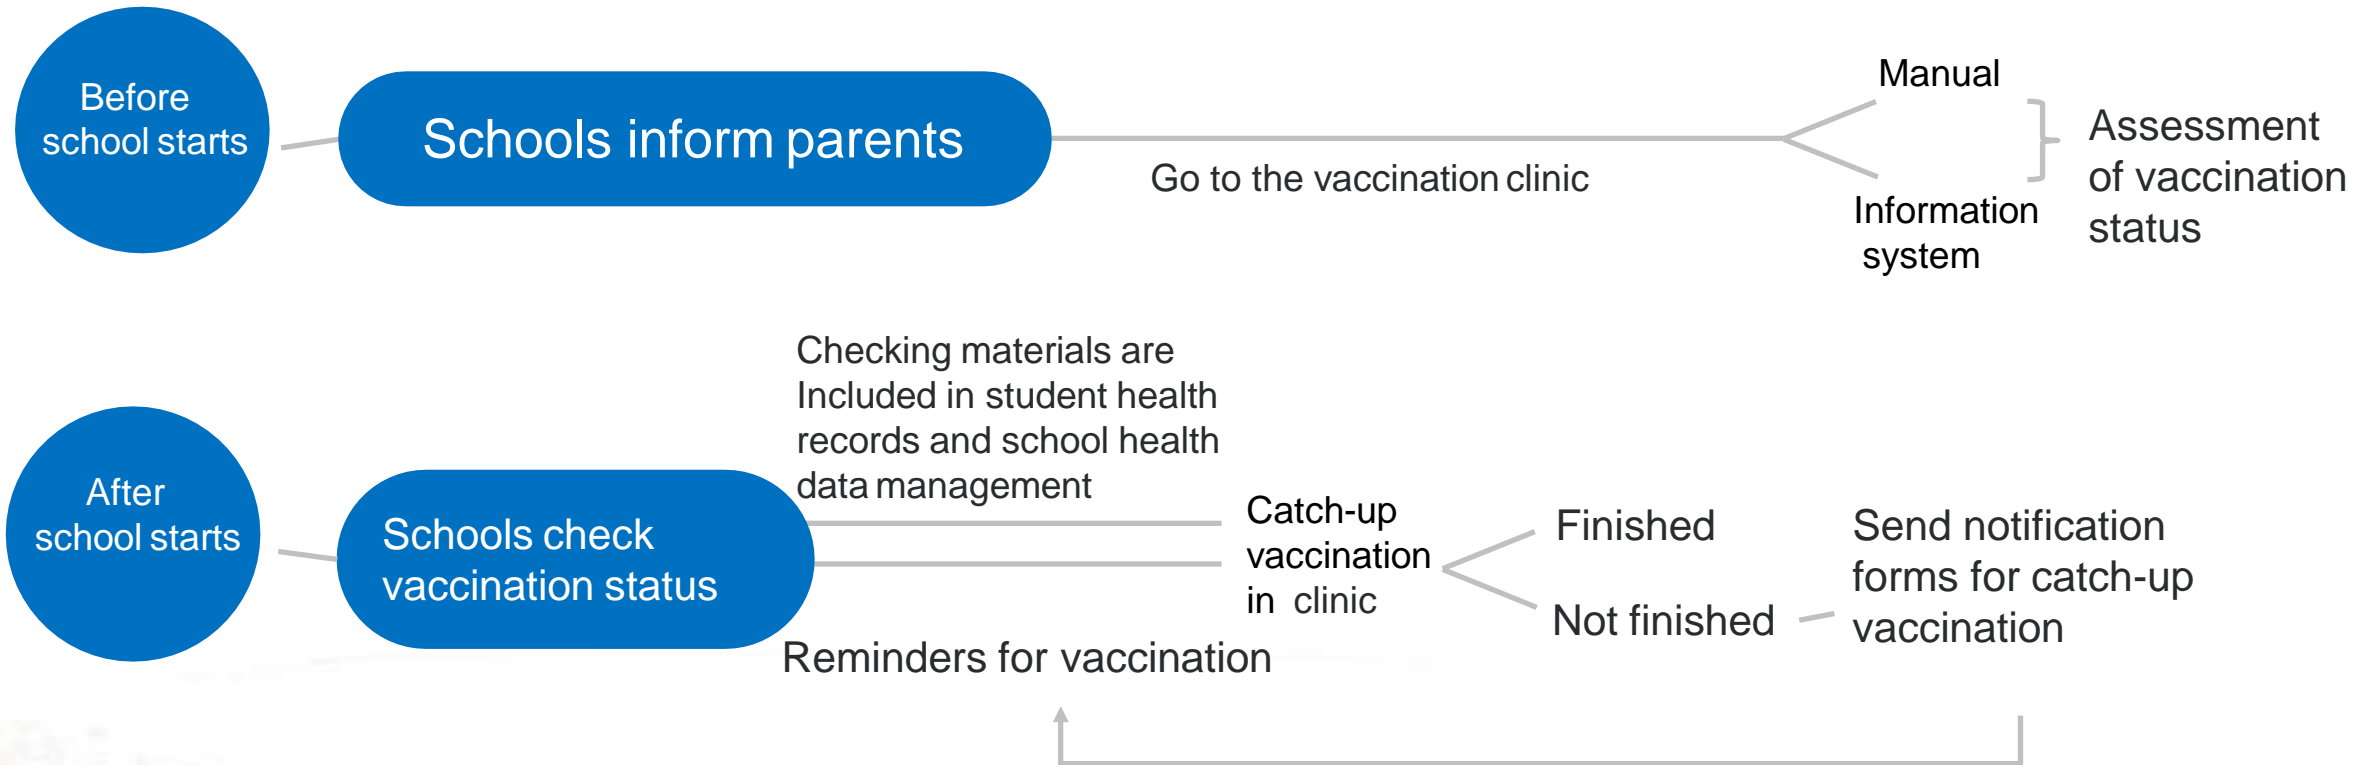 Before
school starts
Schools inform parents
Go to the vaccination clinic
Manual
Information
system
Assessment
of vaccination
status
After
school starts
Schools check
vaccination status
Checking materials are
Included in student health
records and school health
data management
Reminders for vaccination
Catch-up
vaccination
in clinic
Finished
Not finished
Send notification
forms for catch-up
vaccination